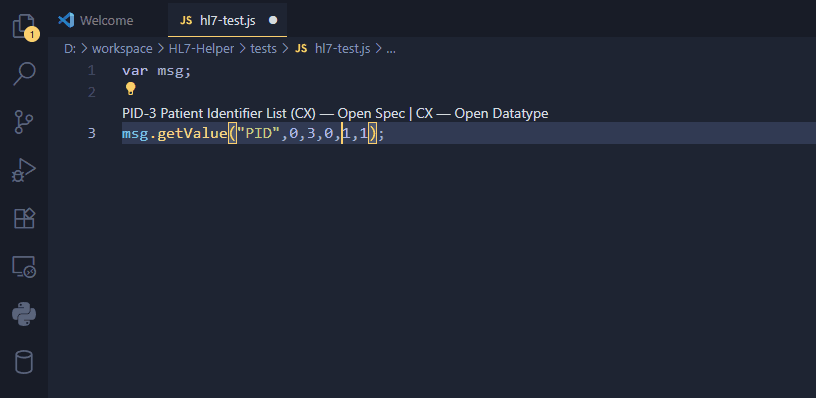 Welcome JS hl7-test.js
D: > workspace > HL7-Helper > tests > JS hl7-test.js > ...
1 var msg;
2
PID-3 Patient Identifier List (CX) — Open Spec | CX — Open Datatype
3 msg.getValue("PID",0,3,0,1,1);
1